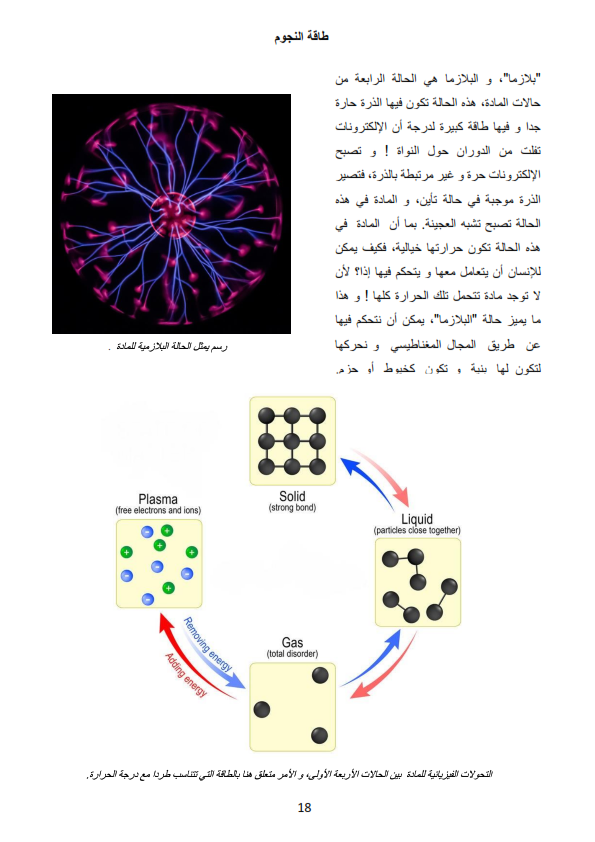 طاقة النجوم
"بلازما"، و البلازما هي الحالة الرابعة من
حالات المادة، هذه الحالة تكون فيها الذرة حارة
جدا و فيها طاقة كبيرة لدرجة أن الإلكترونات
تفلت من الدوران حول النواة ! و تصبح
الإلكترونات حرة و غير مرتبطة بالذرة، فتصير
الذرة موجبة في حالة تأين، و المادة في هذه
الحالة تصبح تشبه العجينة. بما أن المادة في
هذه الحالة تكون حرارتها خيالية، فكيف يمكن
للإنسان أن يتعامل معها و يتحكم فيها إذا؟ لأن
لا توجد مادة تتحمل تلك الحرارة كلها ! و هذا
ما يميز حالة "البلازما"، يمكن أن نتحكم فيها
عن طريق المجال المغناطيسي و نحركها
لتكون لها بنية و تكون كخيوط أو حزم.
رسم يمثل الحالة البلازمية للمادة .
Solid
(strong bond)
Plasma
(free electrons and ions)
Liquid
(particles close together)
Removing energy
Adding energy
Gas
(total disorder)
التحولات الفيزيائية للمادة بين الحالات الأربعة الأولى، و الأمر متعلق هنا بالطاقة التي تتناسب طردا مع درجة الحرارة.
18